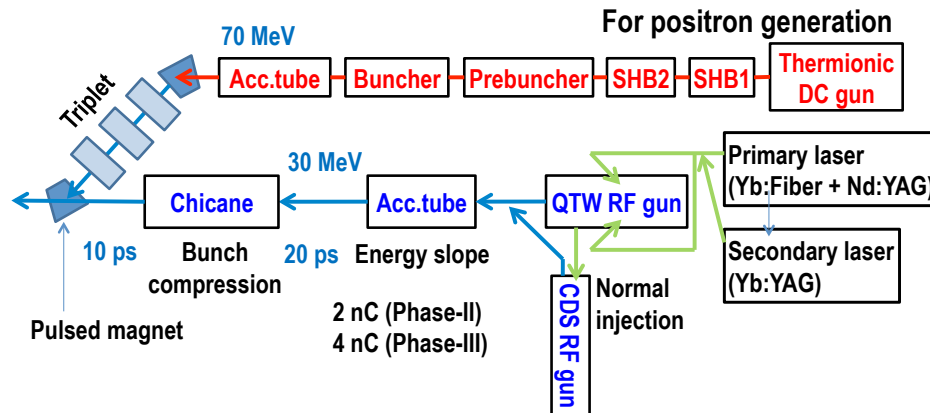 For positron generation
70 MeV
Acc.tube
Buncher
Prebuncher
SHB2
SHB1
Thermionic
DC gun
Triplet
30 MeV
Chicane
Acc.tube
QTW RF gun
Primary laser
(Yb:Fiber + Nd:YAG)
10 ps
Bunch
compression
20 ps
Energy slope
CDS RF gun
Normal
injection
Secondary laser
(Yb:YAG)
2 nC (Phase-II)
4 nC (Phase-III)
Pulsed magnet